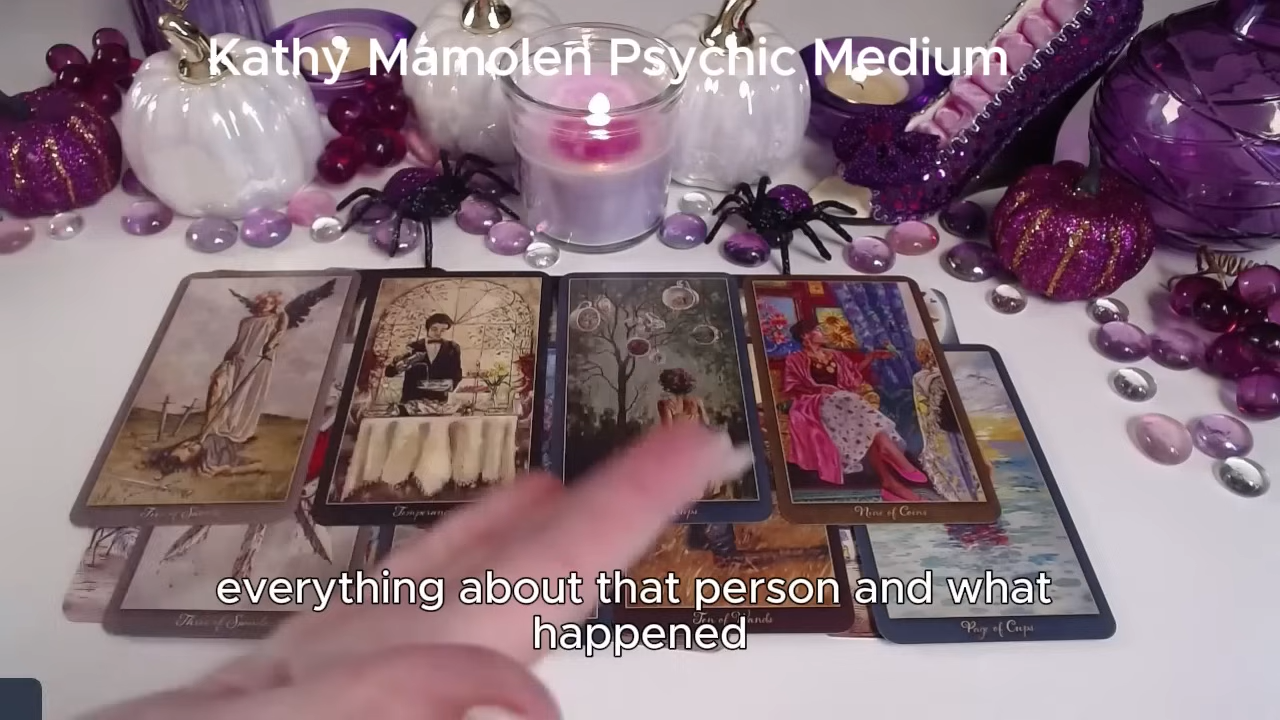 Kathy Mamolen Psychic Medium
Temperance
Cups
Nine of Coins
everything about that person and what
happened
Three of Swords
Ten of Wands
Page of Cups